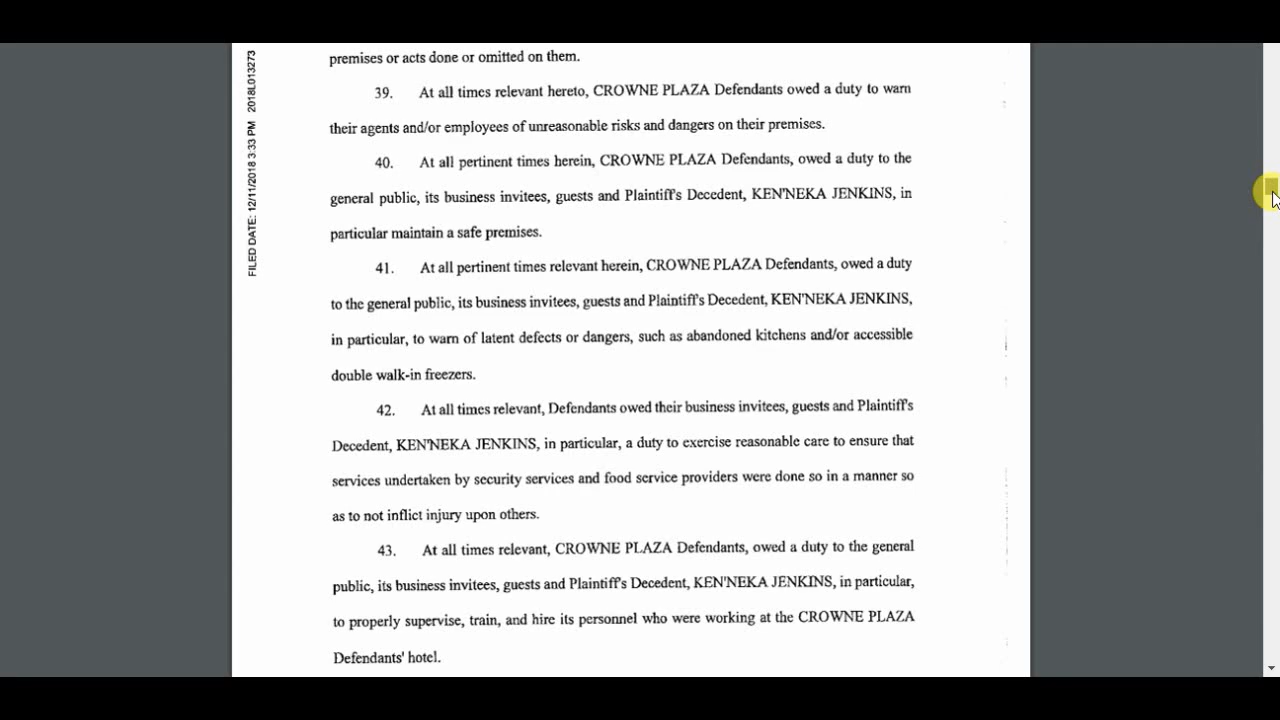 FILED DATE: 12/11/2018 3:33 PM 2018L013273
premises or acts done or omitted on them.
39. At all times relevant hereto, CROWNE PLAZA Defendants owed a duty to warn
their agents and/or employees of unreasonable risks and dangers on their premises.
40. At all pertinent times herein, CROWNE PLAZA Defendants, owed a duty to the
general public, its business invitees, guests and Plaintiff's Decedent, KEN'NEKA JENKINS, in
particular maintain a safe premises.
41. At all pertinent times relevant herein, CROWNE PLAZA Defendants, owed a duty
to the general public, its business invitees, guests and Plaintiff's Decedent, KEN'NEKA JENKINS,
in particular, to warn of latent defects or dangers, such as abandoned kitchens and/or accessible
double walk-in freezers.
42. At all times relevant, Defendants owed their business invitees, guests and Plaintiff's
Decedent, KEN'NEKA JENKINS, in particular, a duty to exercise reasonable care to ensure that
services undertaken by security services and food service providers were done so in a manner so
as to not inflict injury upon others.
43. At all times relevant, CROWNE PLAZA Defendants, owed a duty to the general
public, its business invitees, guests and Plaintiff's Decedent, KEN'NEKA JENKINS, in particular,
to properly supervise, train, and hire its personnel who were working at the CROWNE PLAZA
Defendants' hotel.